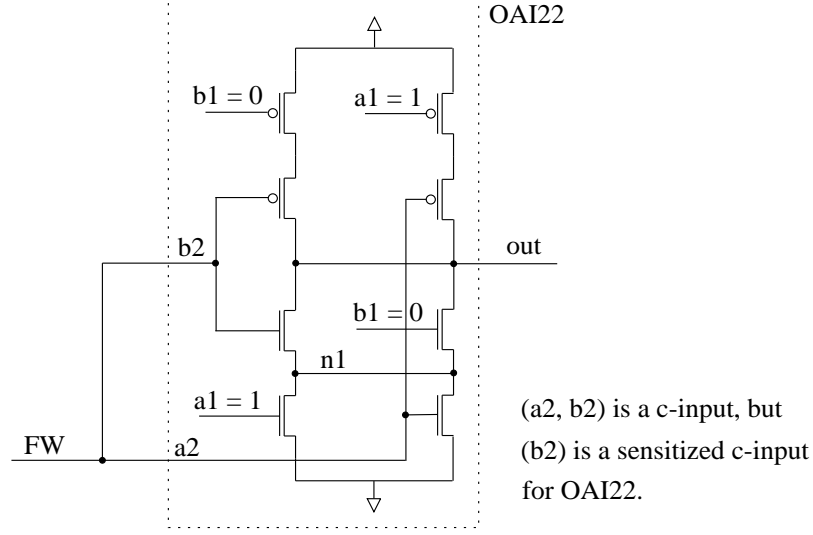 OAI22
b1 = 0
a1 = 1
b2
out
b1 = 0
n1
a1 = 1
FW
a2
(a2, b2) is a c-input, but
(b2) is a sensitized c-input
for OAI22.